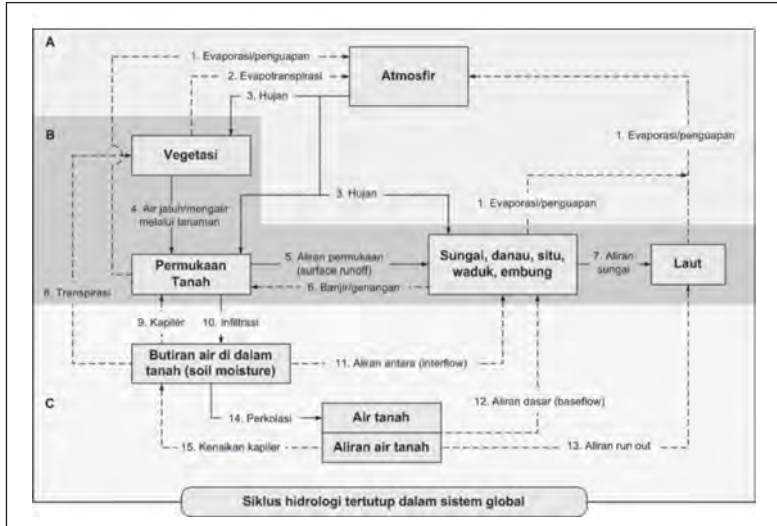 A
1. Evaporasi/penguapan
2. Evapotranspirasi
3. Hujan
Atmosfir
1. Evaporasi/penguapan
B
Vegetasi
4. Air jatuh/mengalir
melalui tanaman
3. Hujan
1. Evaporasi/penguapan
Permukaan
Tanah
5. Aliran permukaan
(surface runoff)
6. Banjir/genangan
Sungai, danau, situ,
waduk, embung
7. Aliran
sungai
Laut
8. Transpirasi
9. Kapiler
10. Infiltrasi
Butiran air di dalam
tanah (soil moisture)
11. Aliran antara (interflow)
12. Aliran dasar (baseflow)
C
14. Perkolasi
Air tanah
15. Kenaikan kapiler
Aliran air tanah
13. Aliran run out
Siklus hidrologi tertutup dalam sistem global